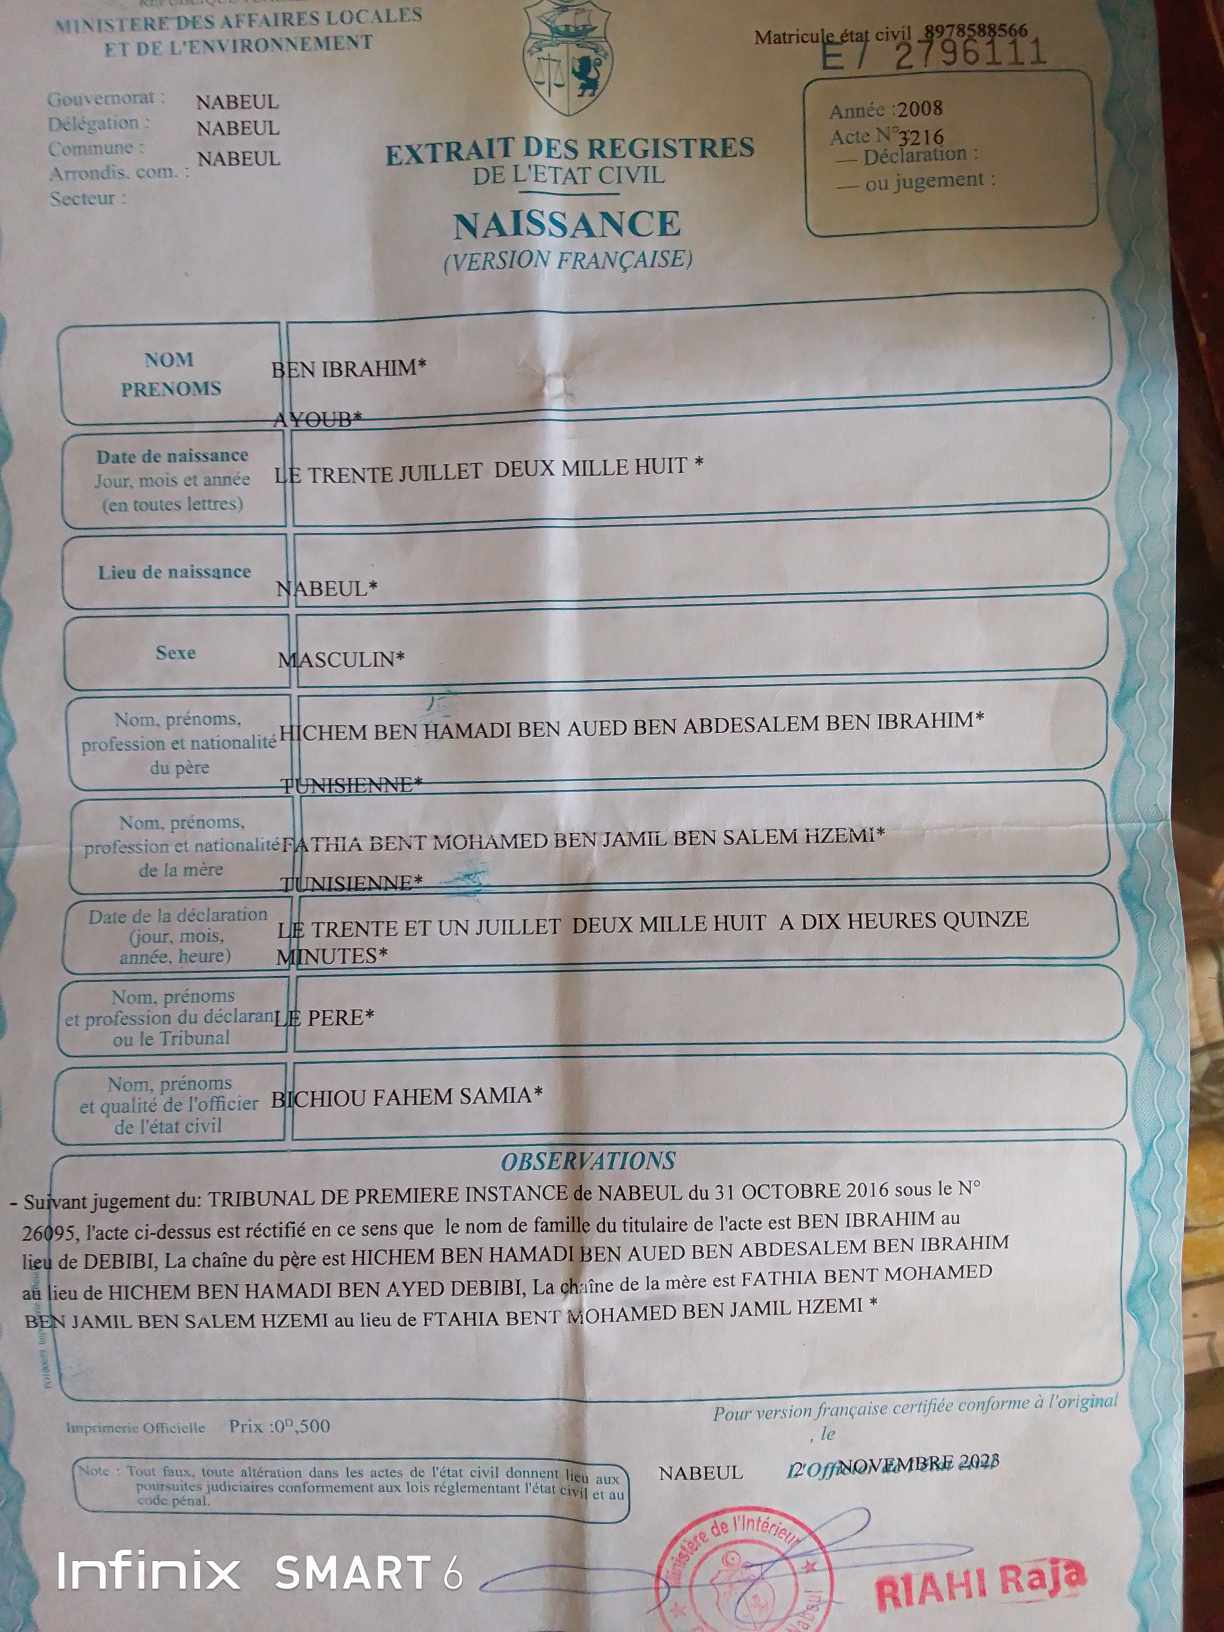 MINISTERE DES AFFAIRES LOCALES
ET DE L'ENVIRONNEMENT
Matricule état civil 8978588566
E7 2796111
Gouvernorat : NABEUL
Délégation : NABEUL
Commune : NABEUL
Arrondis. com. :
Secteur :
Année :2008
Acte N°3216
— Déclaration :
— ou jugement :
EXTRAIT DES REGISTRES
DE L'ETAT CIVIL
NAISSANCE
(VERSION FRANÇAISE)
NOM
PRENOMS
BEN IBRAHIM*
AYOUB*
Date de naissance
Jour, mois et année
(en toutes lettres)
LE TRENTE JUILLET DEUX MILLE HUIT *
Lieu de naissance
NABEUL*
Sexe
MASCULIN*
Nom, prénoms,
profession et nationalité
du père
HICHEM BEN HAMADI BEN AUED BEN ABDESALEM BEN IBRAHIM*
TUNISIENNE*
Nom, prénoms,
profession et nationalité
de la mère
FATHIA BENT MOHAMED BEN JAMIL BEN SALEM HZEMI*
TUNISIENNE*
Date de la déclaration
(jour, mois,
année, heure)
LE TRENTE ET UN JUILLET DEUX MILLE HUIT A DIX HEURES QUINZE
MINUTES*
Nom, prénoms
et profession du déclaran
ou le Tribunal
LE PERE*
Nom, prénoms
et qualité de l'officier
de l'état civil
BICHIOU FAHEM SAMIA*
OBSERVATIONS
- Suivant jugement du: TRIBUNAL DE PREMIERE INSTANCE de NABEUL du 31 OCTOBRE 2016 sous le N°
26095, l'acte ci-dessus est réctifié en ce sens que le nom de famille du titulaire de l'acte est BEN IBRAHIM au
lieu de DEBIBI, La chaîne du père est HICHEM BEN HAMADI BEN AUED BEN ABDESALEM BEN IBRAHIM
au lieu de HICHEM BEN HAMADI BEN AYED DEBIBI, La chaîne de la mère est FATHIA BENT MOHAMED
BEN JAMIL BEN SALEM HZEMI au lieu de FTAHIA BENT MOHAMED BEN JAMIL HZEMI *
Imprimerie Officielle Prix :0ᴰ,500
Pour version française certifiée conforme à l'original
, le
NABEUL 2 NOVEMBRE 2023
L'Officier de l'état civil
Note : Tout faux, toute altération dans les actes de l'état civil donnent lieu aux
poursuites judiciaires conformement aux lois réglementant l'état civil et au
code pénal.
Ministère de l'Intérieur
Nabeul
RIAHI Raja
Infinix SMART 6